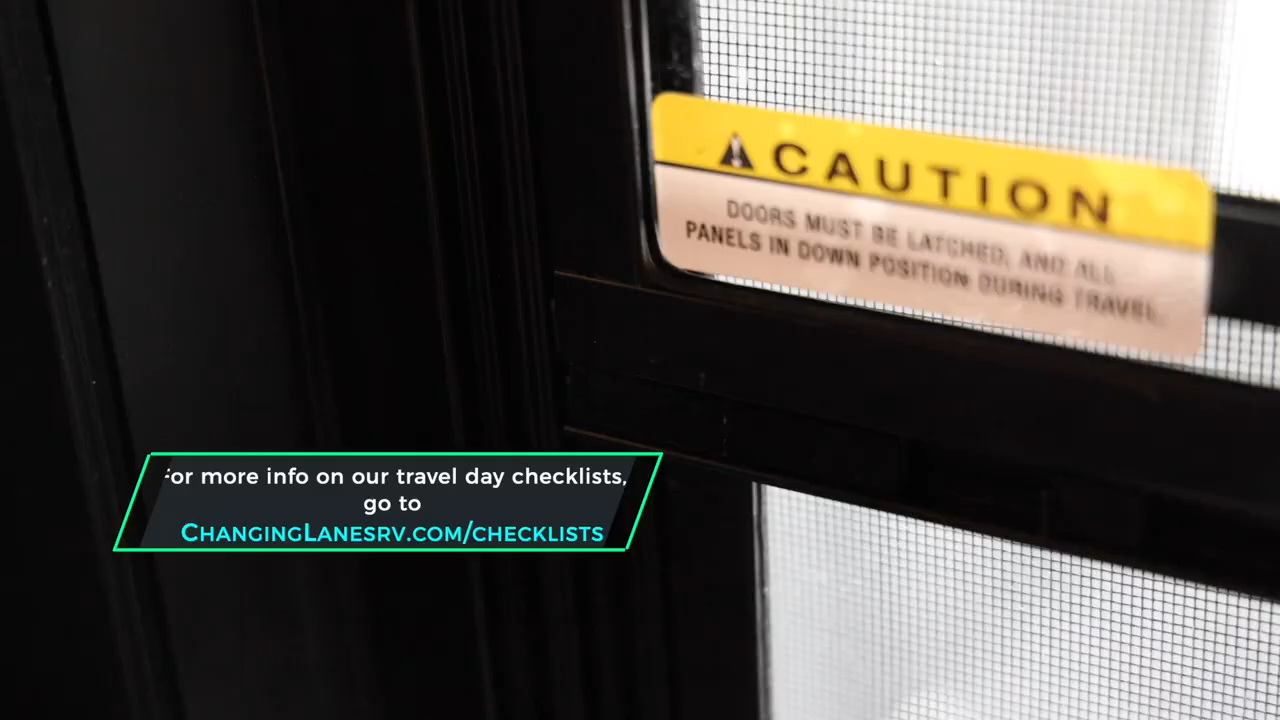 CAUTION
DOORS MUST BE LATCHED, AND ALL
PANELS IN DOWN POSITION DURING TRAVEL.
For more info on our travel day checklists,
go to
CHANGINGLANESRV.COM/CHECKLISTS